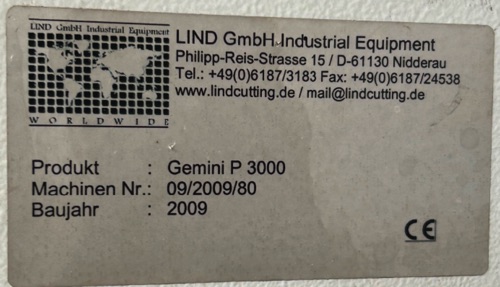 LIND GmbH Industrial Equipment
WORLDWIDE
LIND GmbH Industrial Equipment
Philipp-Reis-Strasse 15 / D-61130 Nidderau
Tel.: +49(0)6187/3183 Fax: +49(0)6187/24538
www.lindcutting.de / mail@lindcutting.de
Produkt : Gemini P 3000
Machinen Nr.: 09/2009/80
Baujahr : 2009
CE